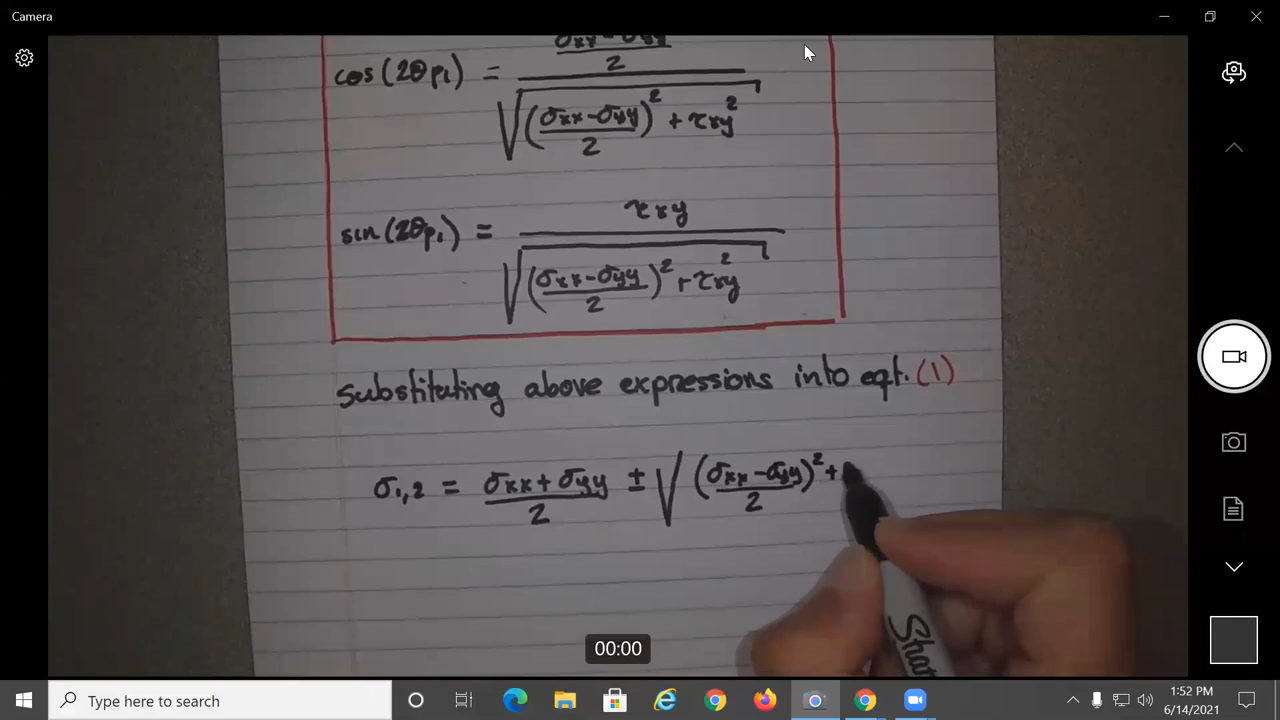 Camera
cos(2θp₁) = (σxx-σyy)/2 / √(((σxx-σyy)/2)² + τxy²)
sin(2θp₁) = τxy / √(((σxx-σyy)/2)² + τxy²)
substituting above expressions into eqt. (1)
σ1,2 = (σxx+σyy)/2 ± √((σxx-σyy)/2)² +
Shar
00:00
Type here to search
1:52 PM
6/14/2021